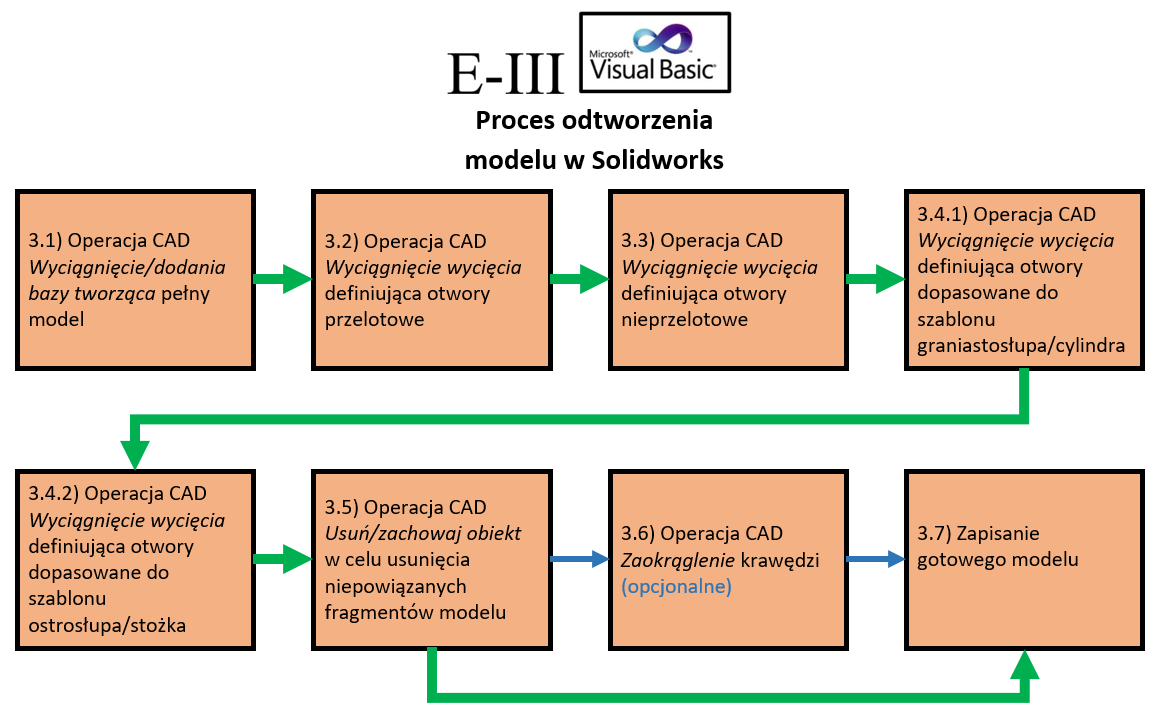 E-III
Microsoft®
Visual Basic®
Proces odtworzenia
modelu w Solidworks
3.1) Operacja CAD
Wyciągnięcie/dodania
bazy tworząca pełny
model
3.2) Operacja CAD
Wyciągnięcie wycięcia
definiująca otwory
przelotowe
3.3) Operacja CAD
Wyciągnięcie wycięcia
definiująca otwory
nieprzelotowe
3.4.1) Operacja CAD
Wyciągnięcie wycięcia
definiująca otwory
dopasowane do
szablonu
graniastosłupa/cylindra
3.4.2) Operacja CAD
Wyciągnięcie wycięcia
definiująca otwory
dopasowane do
szablonu
ostrosłupa/stożka
3.5) Operacja CAD
Usuń/zachowaj obiekt
w celu usunięcia
niepowiązanych
fragmentów modelu
3.6) Operacja CAD
Zaokrąglenie krawędzi
(opcjonalne)
3.7) Zapisanie
gotowego modelu